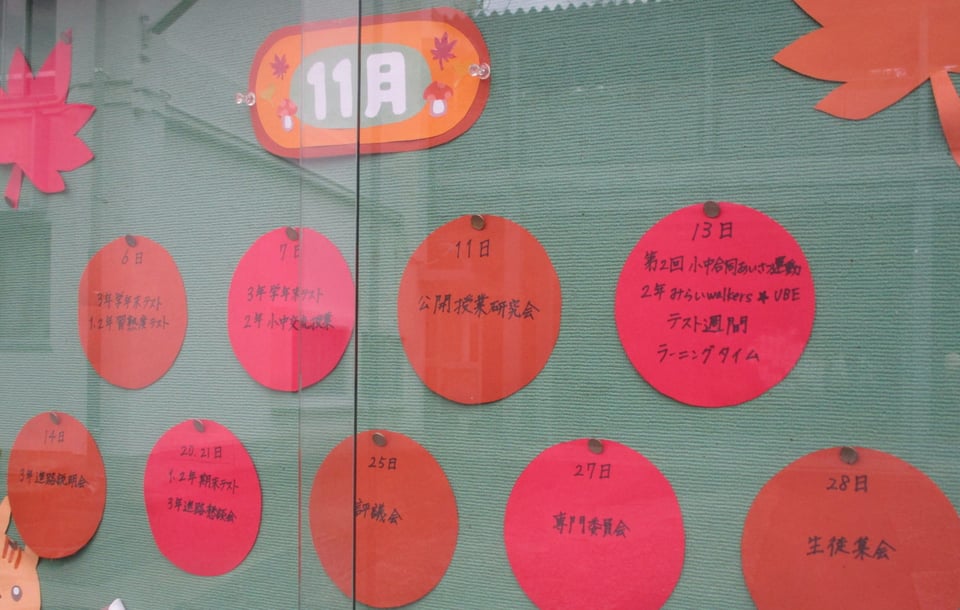 11月
6日
3年学年末テスト
1.2年習熟度テスト
7日
3年学年末テスト
2年小中交流授業
11日
公開授業研究会
13日
第2回小中合同あいさつ運動
2年みらいwalkers★UBE
テスト週間
ラーニングタイム
14日
3年進路説明会
20.21日
1.2年期末テスト
3年進路懇談会
25日
評議会
27日
専門委員会
28日
生徒集会